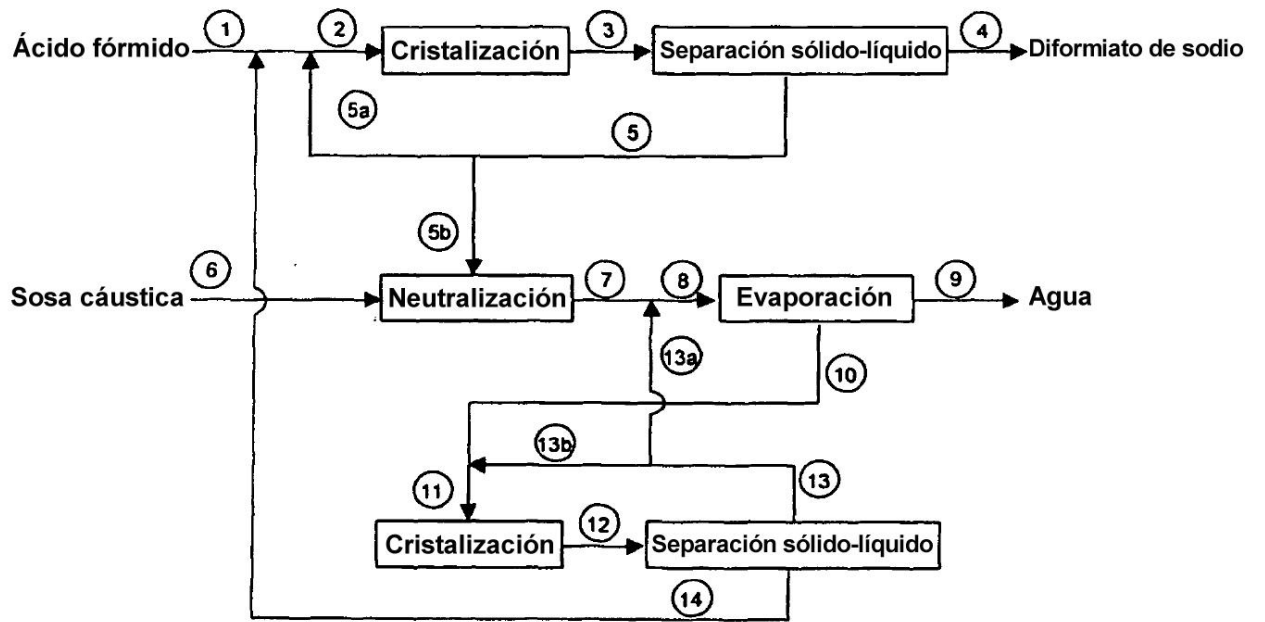 1
2
3
4
Ácido fórmido
Cristalización
Separación sólido-líquido
Diformiato de sodio
5a
5
5b
6
7
8
9
Sosa cáustica
Neutralización
Evaporación
Agua
13a
10
13b
11
13
12
Cristalización
Separación sólido-líquido
14